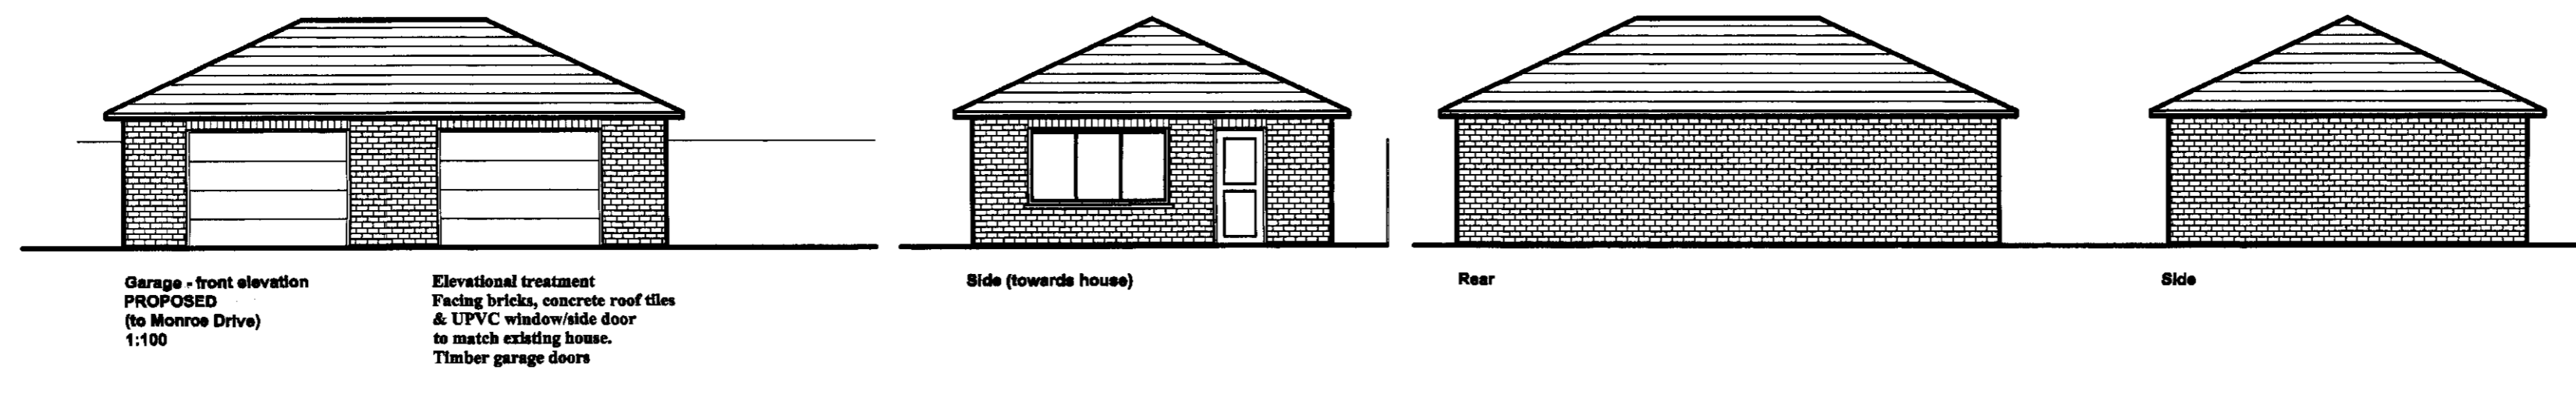 Garage - front elevation
PROPOSED
(to Monroe Drive)
1:100
Elevational treatment
Facing bricks, concrete roof tiles
& UPVC window/side door
to match existing house.
Timber garage doors
Side (towards house)
Rear
Side